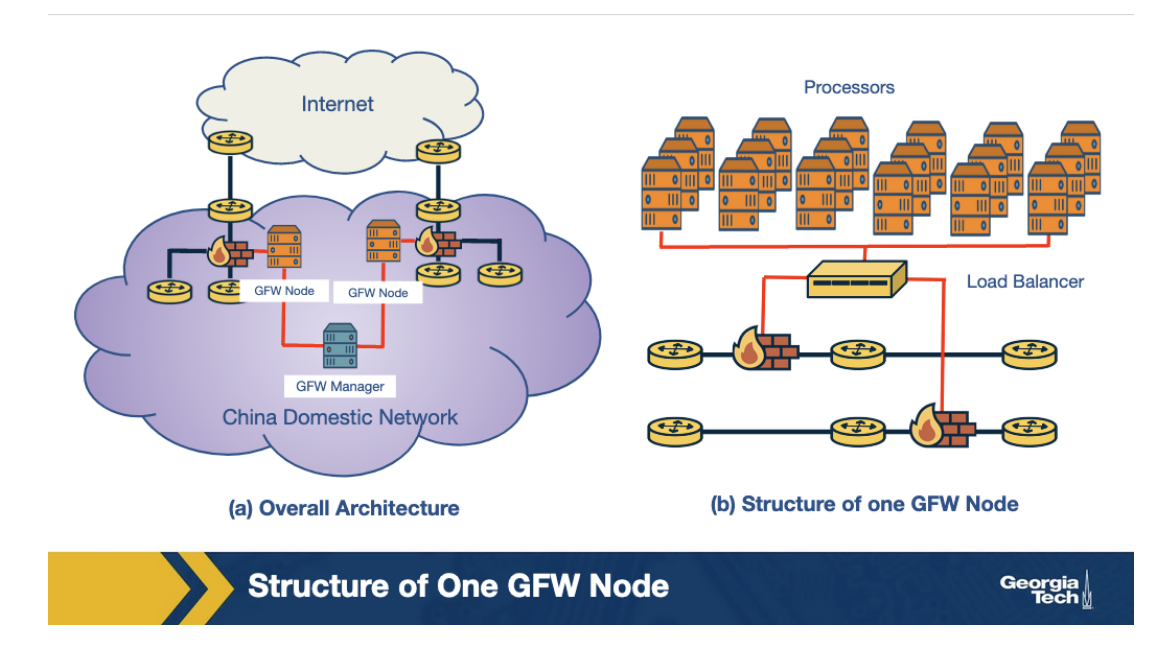 Internet
GFW Node
GFW Node
GFW Manager
China Domestic Network
(a) Overall Architecture
Processors
Load Balancer
(b) Structure of one GFW Node
Structure of One GFW Node
Georgia
Tech